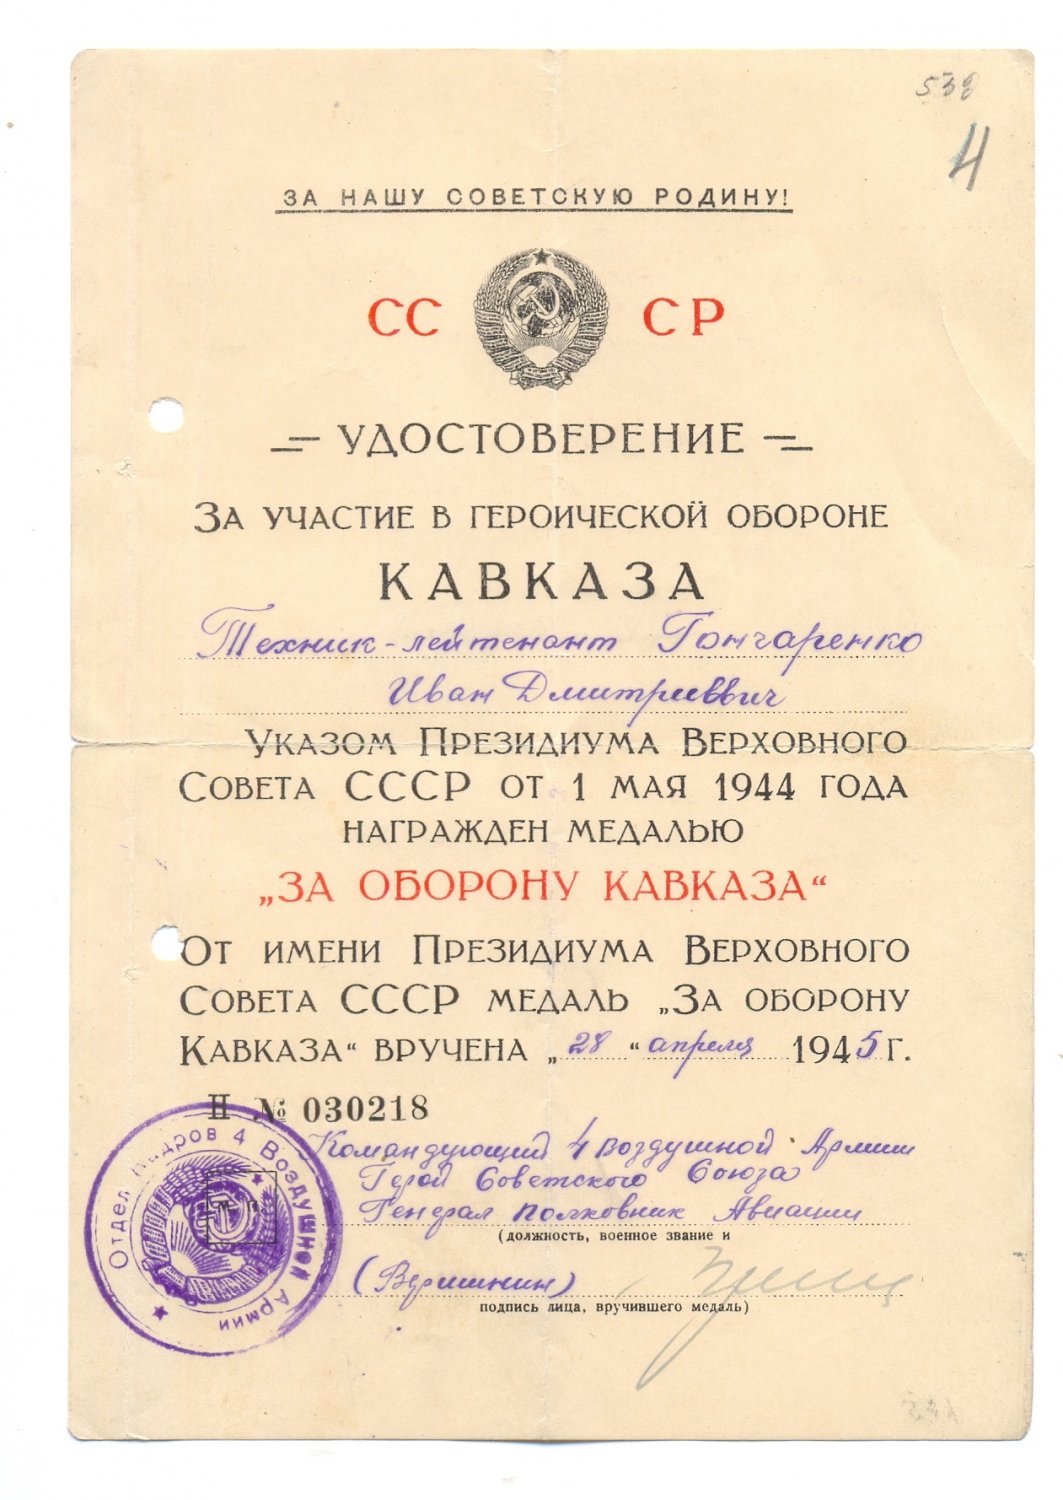 538
4
ЗА НАШУ СОВЕТСКУЮ РОДИНУ!
СС СР
УДОСТОВЕРЕНИЕ
ЗА УЧАСТИЕ В ГЕРОИЧЕСКОЙ ОБОРОНЕ
КАВКАЗА
Техник-лейтенант Гончаренко
Иван Дмитриеввич
УКАЗОМ ПРЕЗИДИУМА ВЕРХОВНОГО
СОВЕТА СССР ОТ 1 МАЯ 1944 ГОДА
НАГРАЖДЕН МЕДАЛЬЮ
„ЗА ОБОРОНУ КАВКАЗА“
ОТ ИМЕНИ ПРЕЗИДИУМА ВЕРХОВНОГО
СОВЕТА СССР МЕДАЛЬ „ЗА ОБОРОНУ
КАВКАЗА“ ВРУЧЕНА „28“ апреля 1945 Г.
Н № 030218
Командующий 4 Воздушной Армии
Герой Советского Союза
Генерал полковник Авиации
(должность, военное звание и
(Вершинин)
подпись лица, вручившего медаль)
Отдел Кадров 4 Воздушной Армии
М. П.